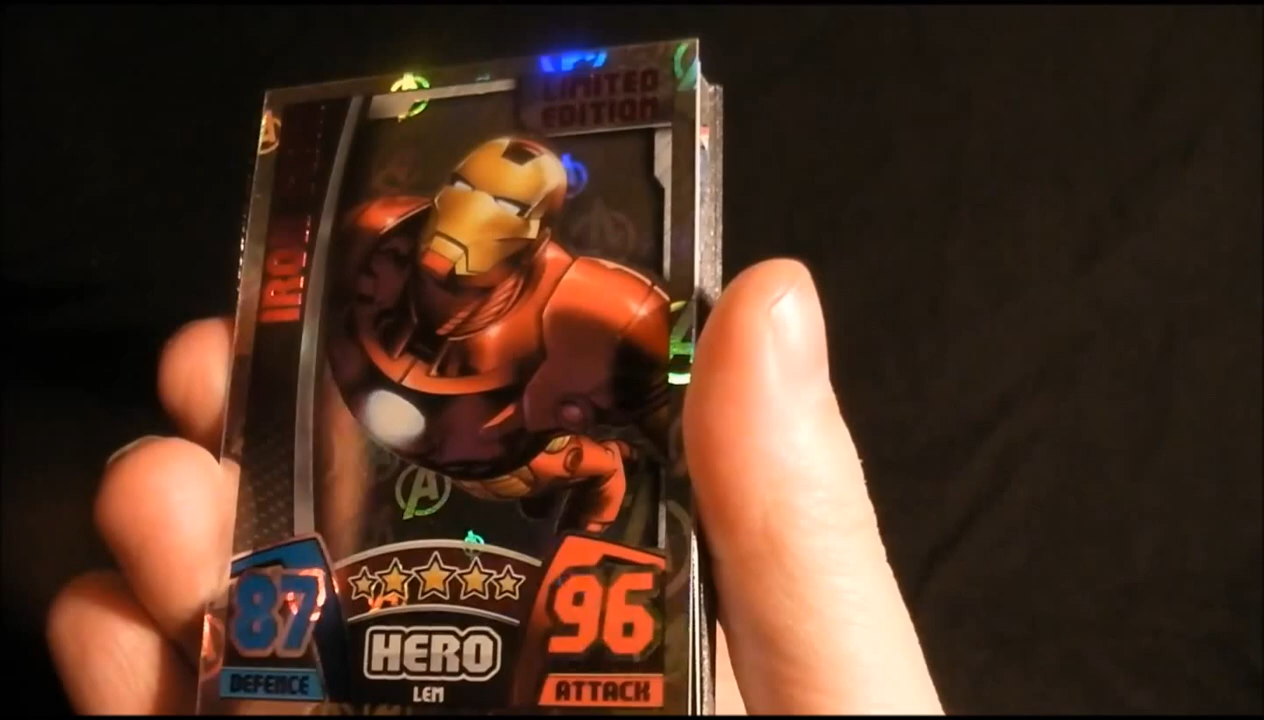 LIMITED
EDITION
IRO
87
DEFENCE
HERO
LEM
96
ATTACK